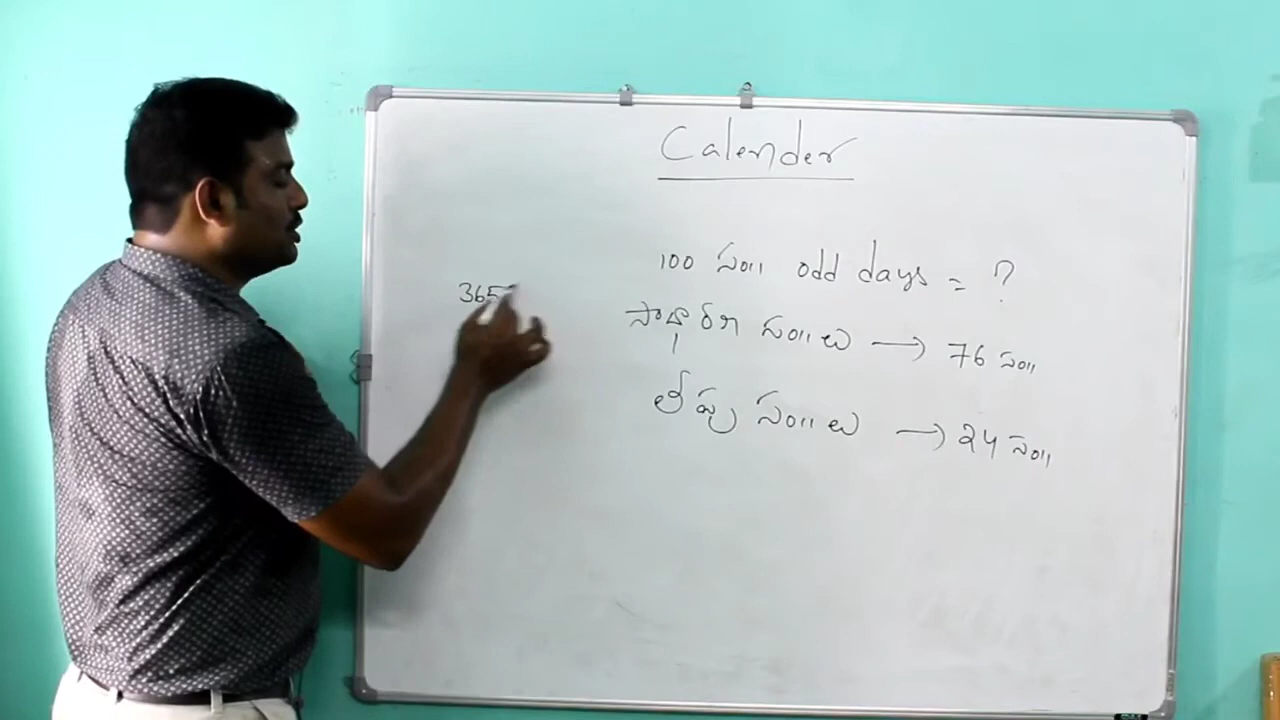 Calender
100 సం॥ odd days = ?
365
సాధారణ సం॥లు → 76 సం॥
లీపు సం॥లు → 24 సం॥